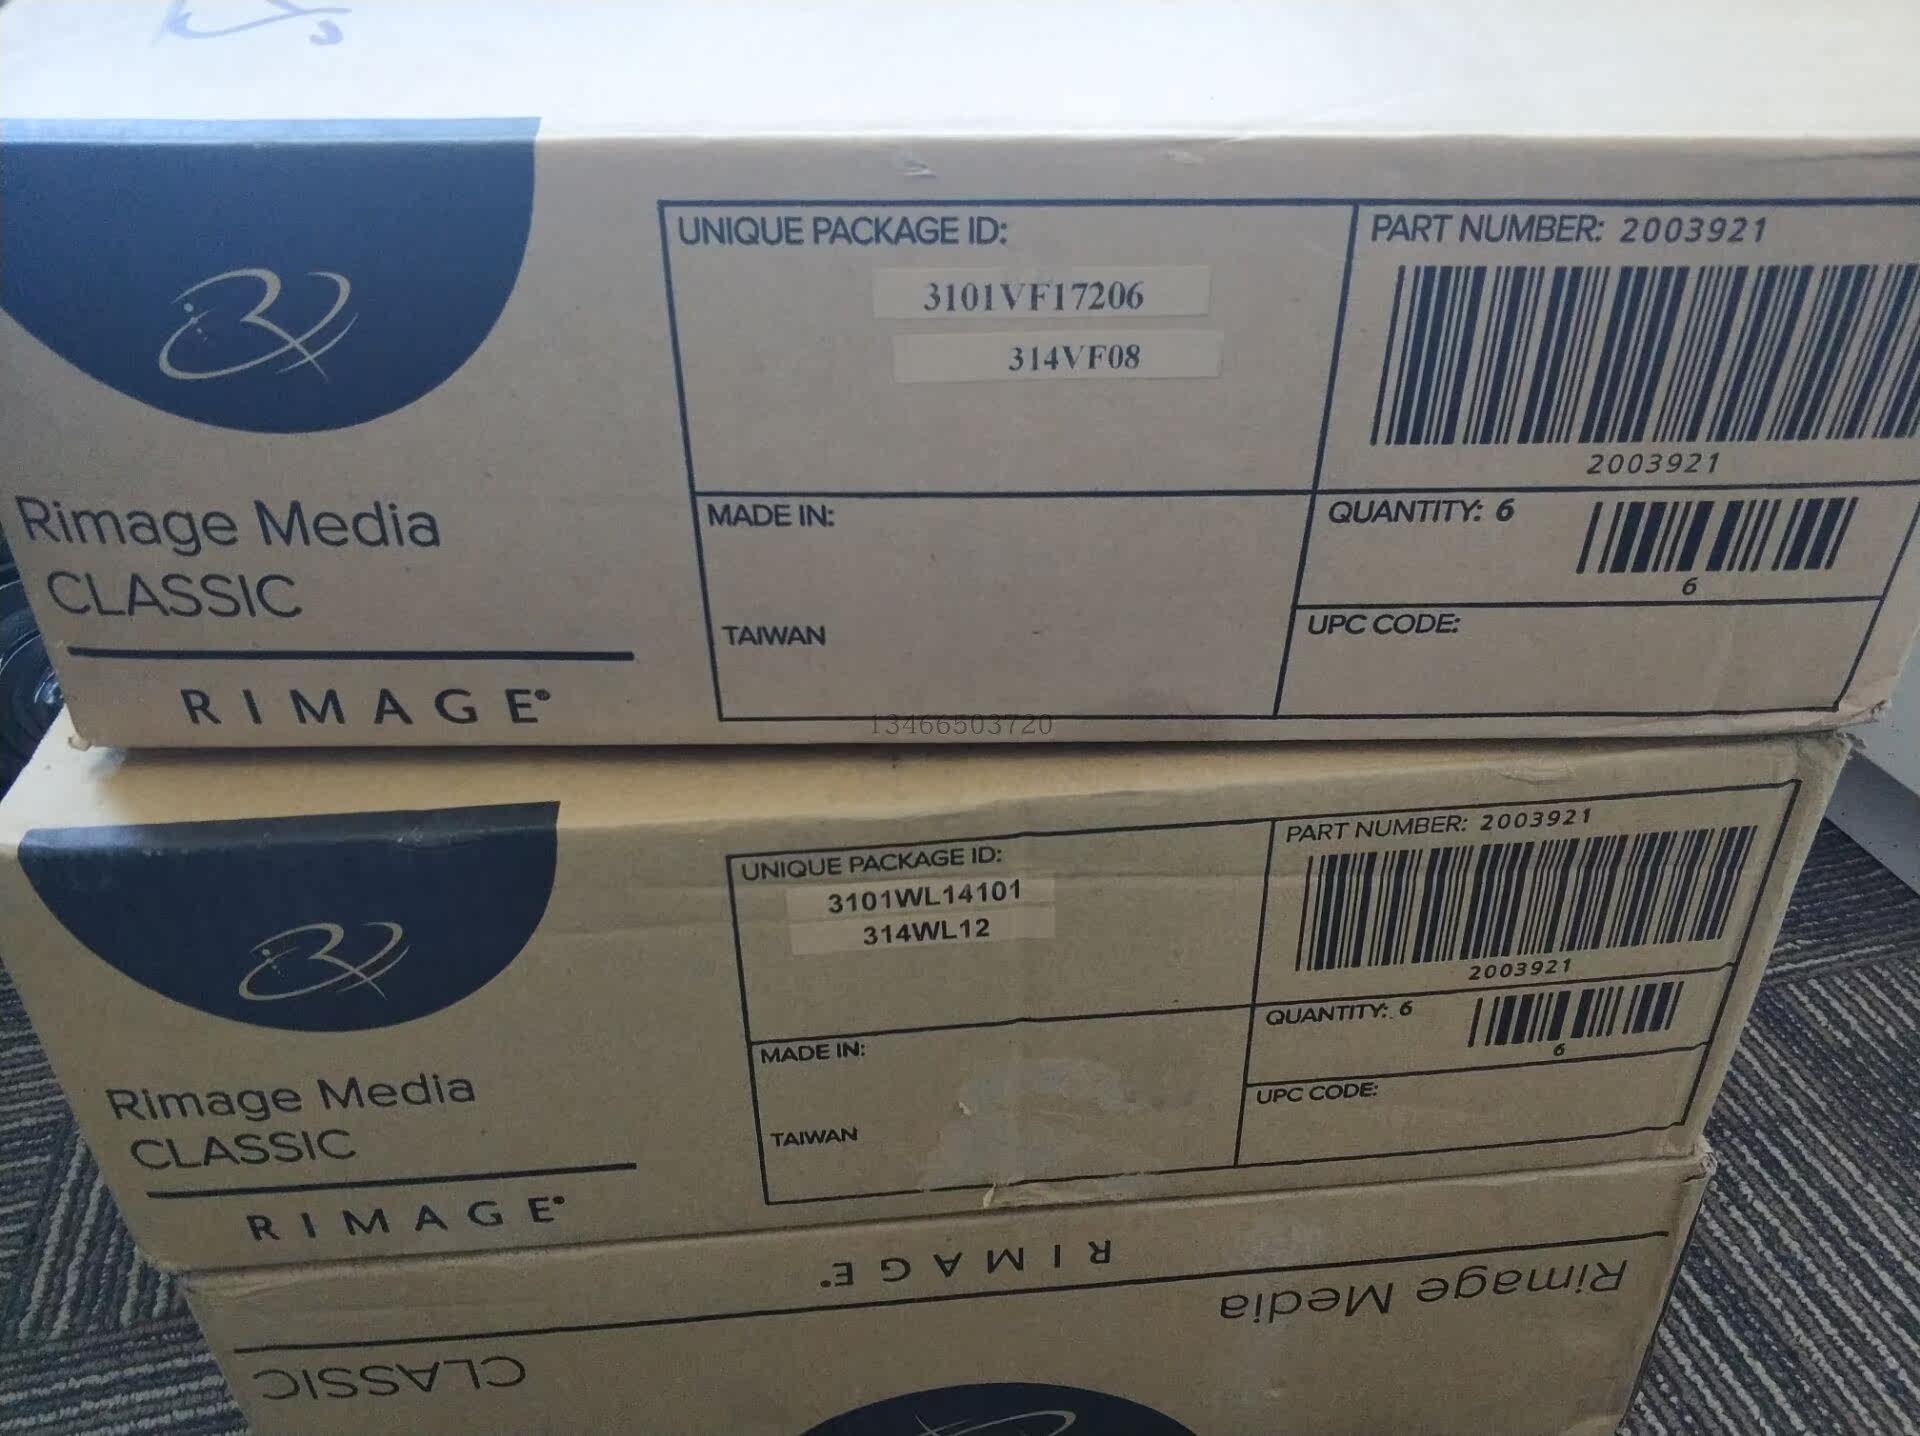 UNIQUE PACKAGE ID:
3101VF17206
314VF08
PART NUMBER: 2003921
2003921
Rimage Media
CLASSIC
RIMAGE®
MADE IN:
TAIWAN
QUANTITY: 6
6
UPC CODE:
13466503720
UNIQUE PACKAGE ID:
3101WL14101
314WL12
PART NUMBER: 2003921
2003921
Rimage Media
CLASSIC
RIMAGE®
MADE IN:
TAIWAN
QUANTITY: 6
6
UPC CODE:
RIMAGE®
Rimage Media
CLASSIC